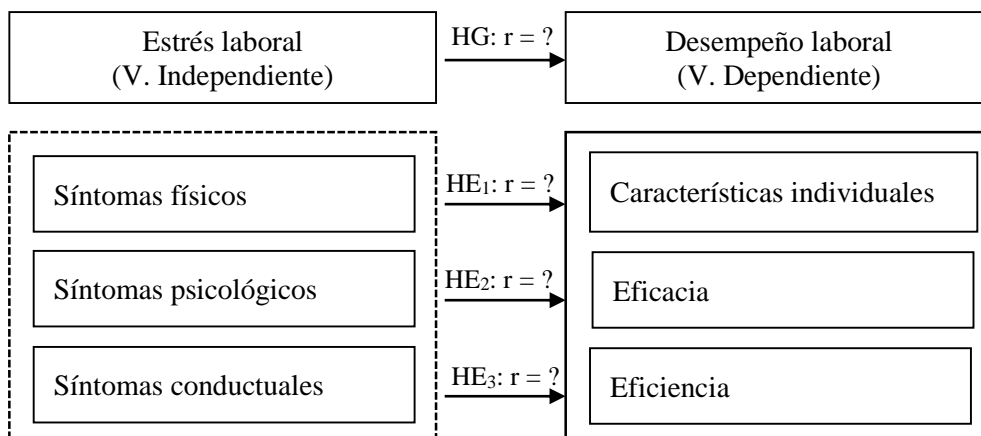 Estrés laboral
(V. Independiente)
HG: r = ?
Desempeño laboral
(V. Dependiente)
Síntomas físicos
HE₁: r = ?
Características individuales
Síntomas psicológicos
HE₂: r = ?
Eficacia
Síntomas conductuales
HE₃: r = ?
Eficiencia